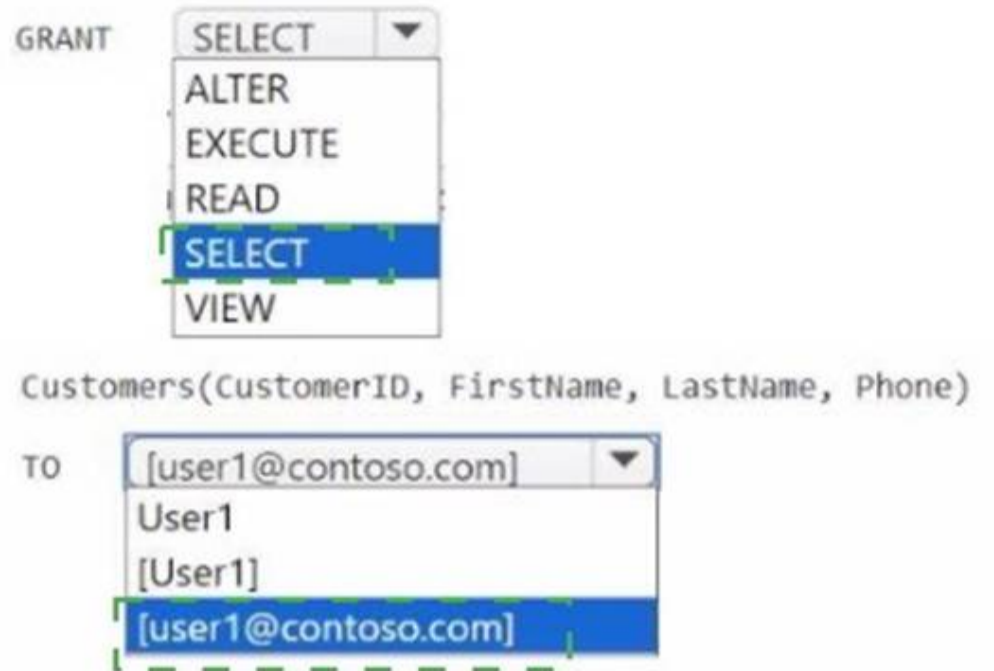 GRANT SELECT
ALTER
EXECUTE
READ
SELECT
VIEW
Customers(CustomerID, FirstName, LastName, Phone)
TO [user1@contoso.com]
User1
[User1]
[user1@contoso.com]